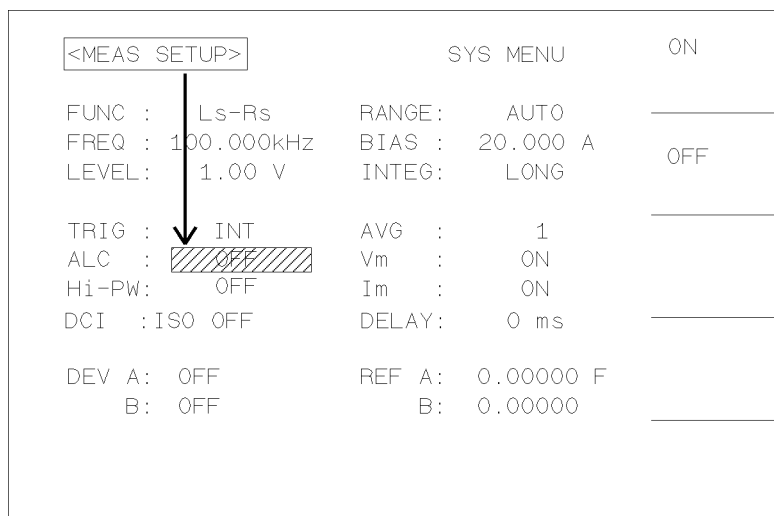 <MEAS SETUP> SYS MENU ON
FUNC : Ls-Rs RANGE: AUTO
FREQ : 100.000kHz BIAS : 20.000 A
OFF
LEVEL: 1.00 V INTEG: LONG
TRIG : INT AVG : 1
ALC : OFF Vm : ON
Hi-PW: OFF Im : ON
DCI :ISO OFF DELAY: 0 ms
DEV A: OFF REF A: 0.00000 F
B: OFF B: 0.00000